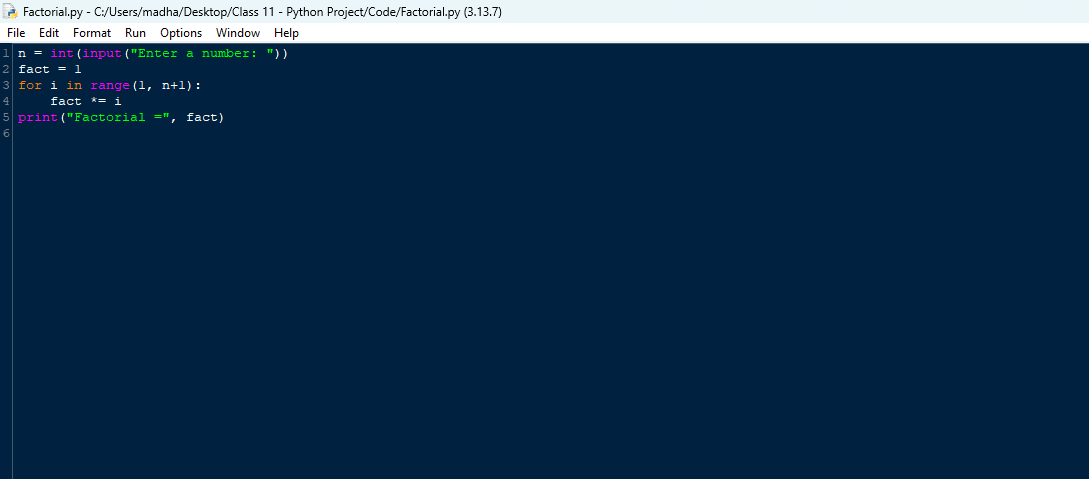 Factorial.py - C:/Users/madha/Desktop/Class 11 - Python Project/Code/Factorial.py (3.13.7)
File Edit Format Run Options Window Help
1 n = int(input("Enter a number: "))
2 fact = 1
3 for i in range(1, n+1):
4     fact *= i
5 print("Factorial =", fact)
6